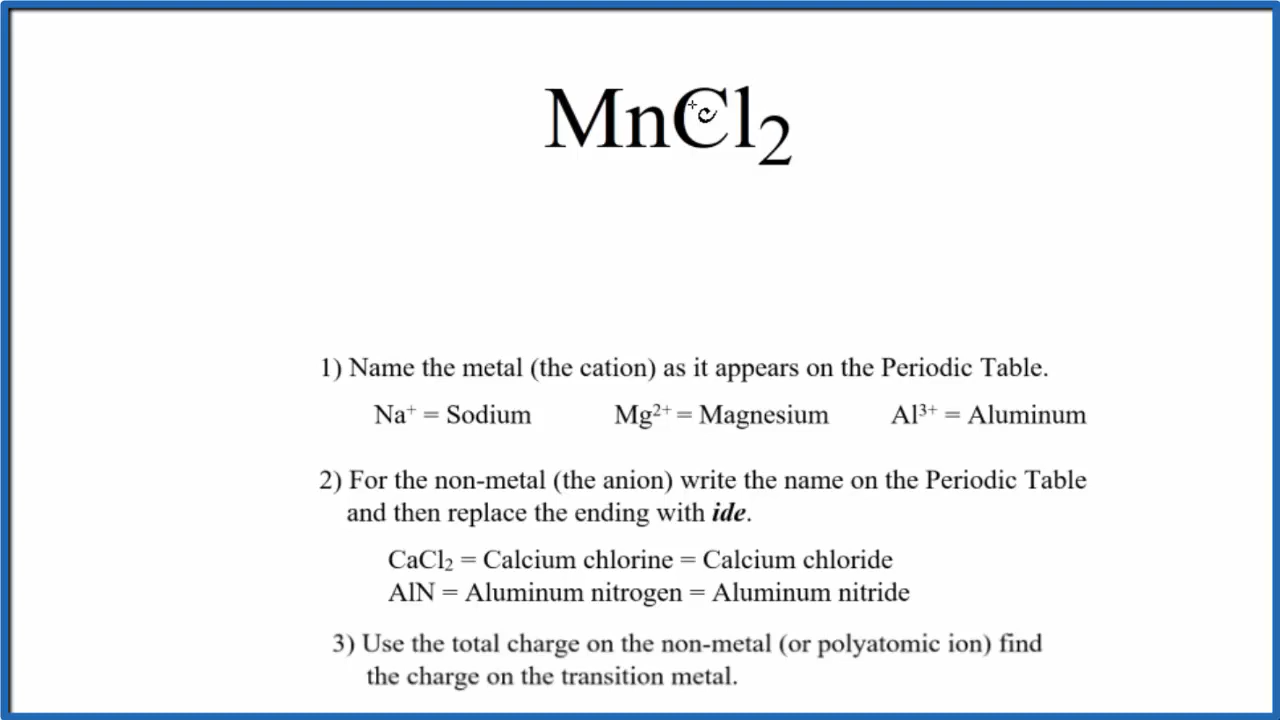 MnCl₂
1) Name the metal (the cation) as it appears on the Periodic Table.
Na⁺ = Sodium Mg²⁺ = Magnesium Al³⁺ = Aluminum
2) For the non-metal (the anion) write the name on the Periodic Table
and then replace the ending with ide.
CaCl₂ = Calcium chlorine = Calcium chloride
AlN = Aluminum nitrogen = Aluminum nitride
3) Use the total charge on the non-metal (or polyatomic ion) find
the charge on the transition metal.